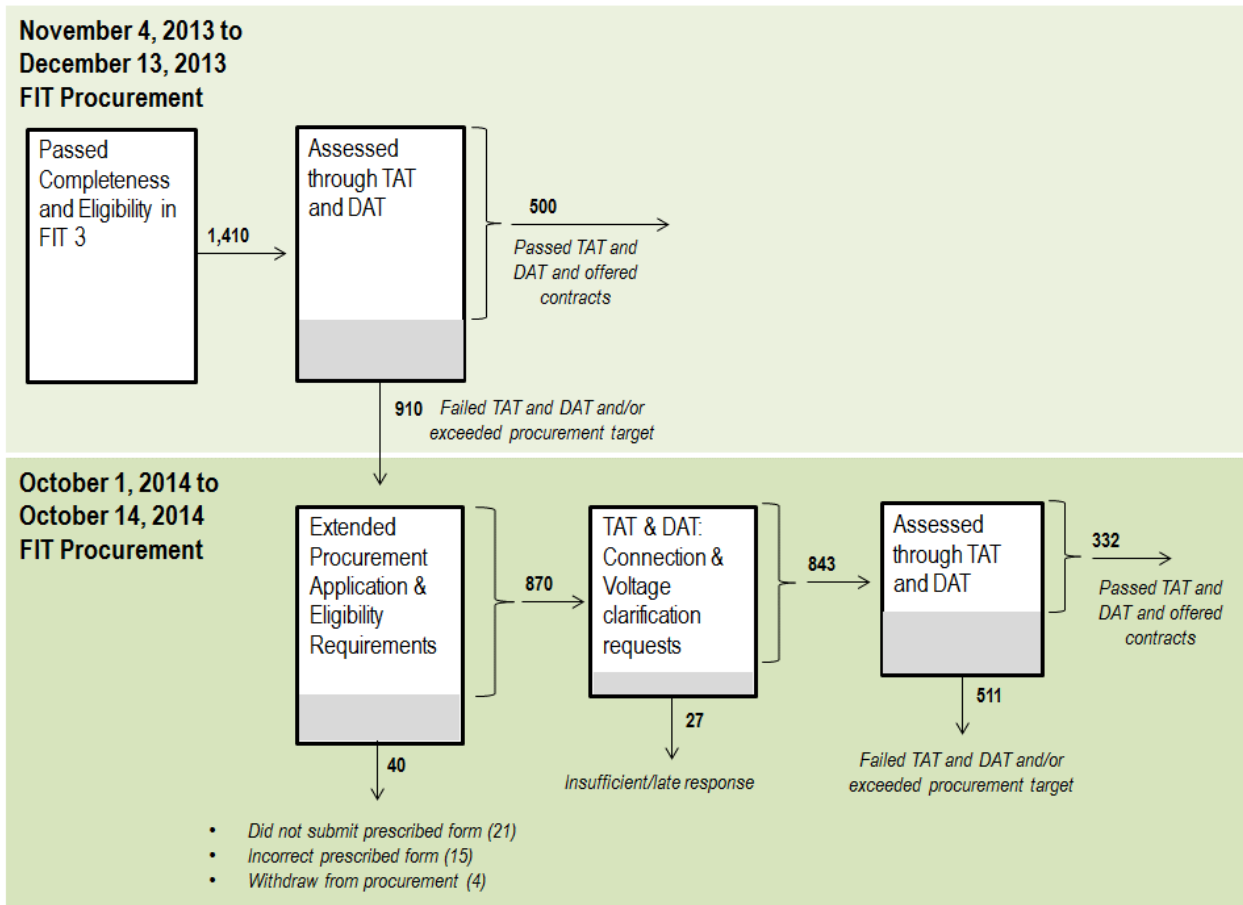 November 4, 2013 to
December 13, 2013
FIT Procurement
Passed
Completeness
and Eligibility in
FIT 3
1,410
Assessed
through TAT
and DAT
500
Passed TAT and
DAT and offered
contracts
910
Failed TAT and DAT and/or
exceeded procurement target
October 1, 2014 to
October 14, 2014
FIT Procurement
Extended
Procurement
Application &
Eligibility
Requirements
870
TAT & DAT:
Connection &
Voltage
clarification
requests
843
Assessed
through TAT
and DAT
332
Passed TAT and
DAT and offered
contracts
40
27
511
Insufficient/late response
Failed TAT and DAT and/or
exceeded procurement target
• Did not submit prescribed form (21)
• Incorrect prescribed form (15)
• Withdraw from procurement (4)